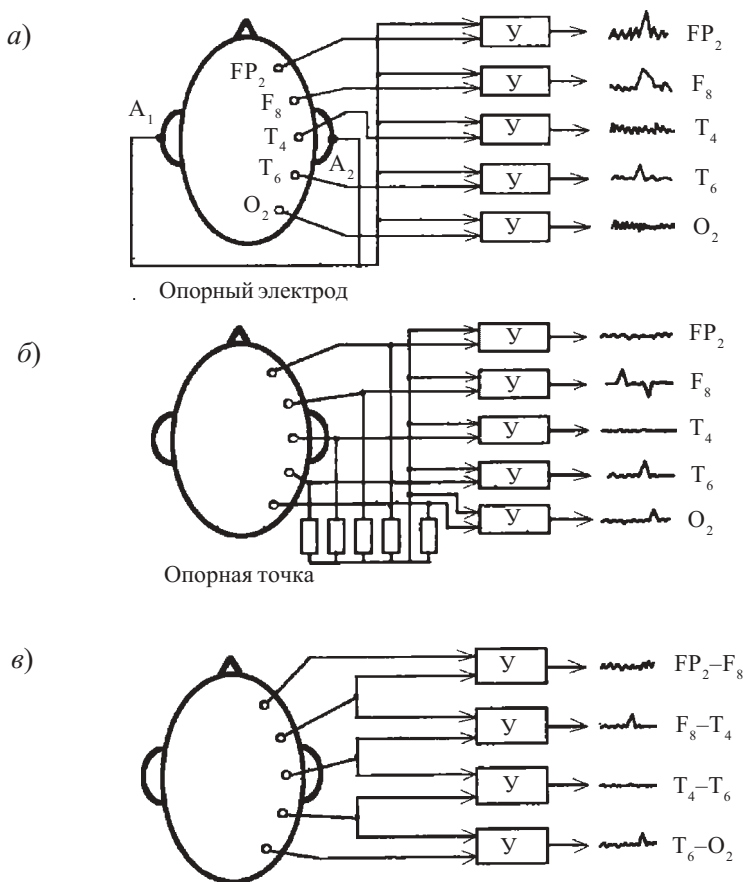 а)
У FP₂
FP₂
У F₈
F₈
A₁
T₄
У T₄
A₂
T₆
У T₆
O₂
У O₂
Опорный электрод
б)
У FP₂
У F₈
У T₄
У T₆
У O₂
Опорная точка
в)
У FP₂–F₈
У F₈–T₄
У T₄–T₆
У T₆–O₂